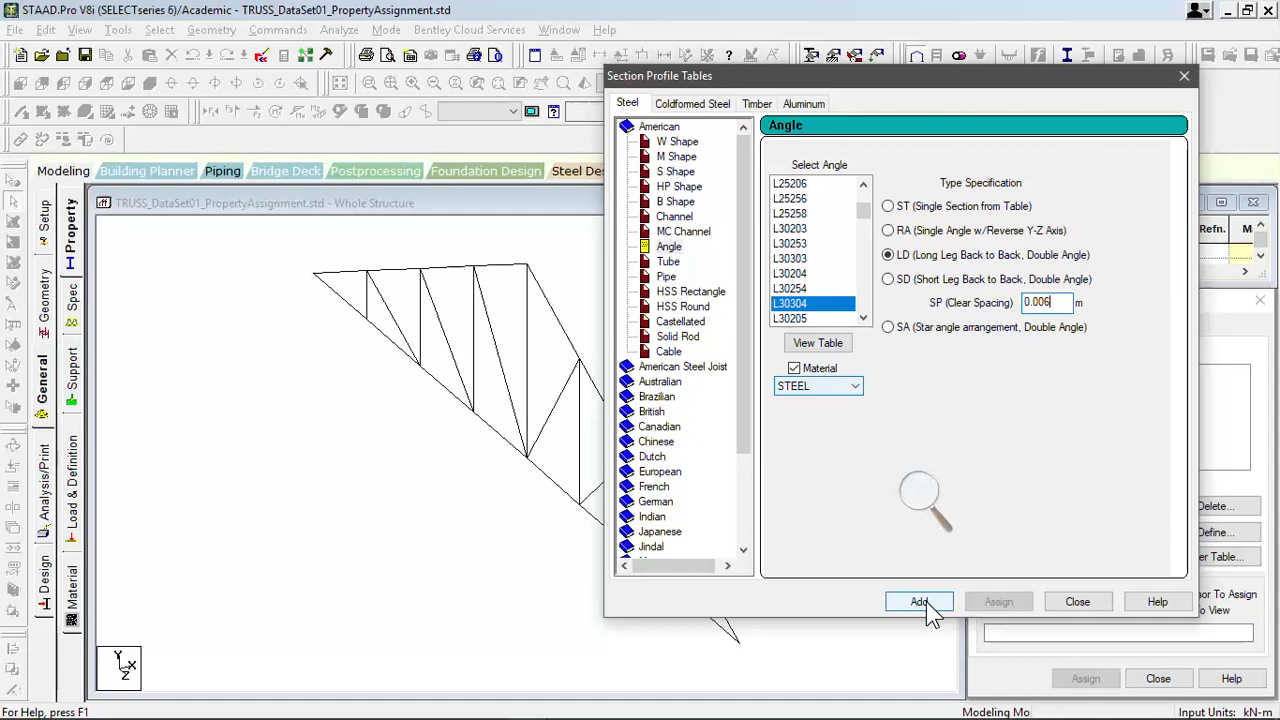 STAAD.Pro V8i (SELECTseries 6)/Academic - TRUSS_DataSet01_PropertyAssignment.std
File Edit View Tools Select Geometry Commands Analyze Mode Bentley Cloud Services Window Help
Section Profile Tables
Steel Coldformed Steel Timber Aluminum
American
W Shape
M Shape
S Shape
HP Shape
B Shape
Channel
MC Channel
Angle
Tube
Pipe
HSS Rectangle
HSS Round
Castellated
Solid Rod
Cable
American Steel Joist
Australian
Brazilian
British
Canadian
Chinese
Dutch
European
French
German
Indian
Japanese
Jindal
Angle
Select Angle
L25206
L25256
L25258
L30203
L30253
L30303
L30204
L30254
L30304
L30205
View Table
Material
STEEL
Type Specification
ST (Single Section from Table)
RA (Single Angle w/Reverse Y-Z Axis)
LD (Long Leg Back to Back, Double Angle)
SD (Short Leg Back to Back, Double Angle)
SP (Clear Spacing) 0.006 m
SA (Star angle arrangement, Double Angle)
Add Assign Close Help
Modeling Building Planner Piping Bridge Deck Postprocessing Foundation Design Steel Des
TRUSS_DataSet01_PropertyAssignment.std - Whole Structure
Setup
Geometry
General
Analysis/Print
Design
Property
Spec
Support
Load & Definition
Material
Y
X
Z
Refn. M
Delete...
Define...
er Table...
sor To Assign
To View
Assign Close Help
For Help, press F1
Modeling Mo
Input Units: kN-m